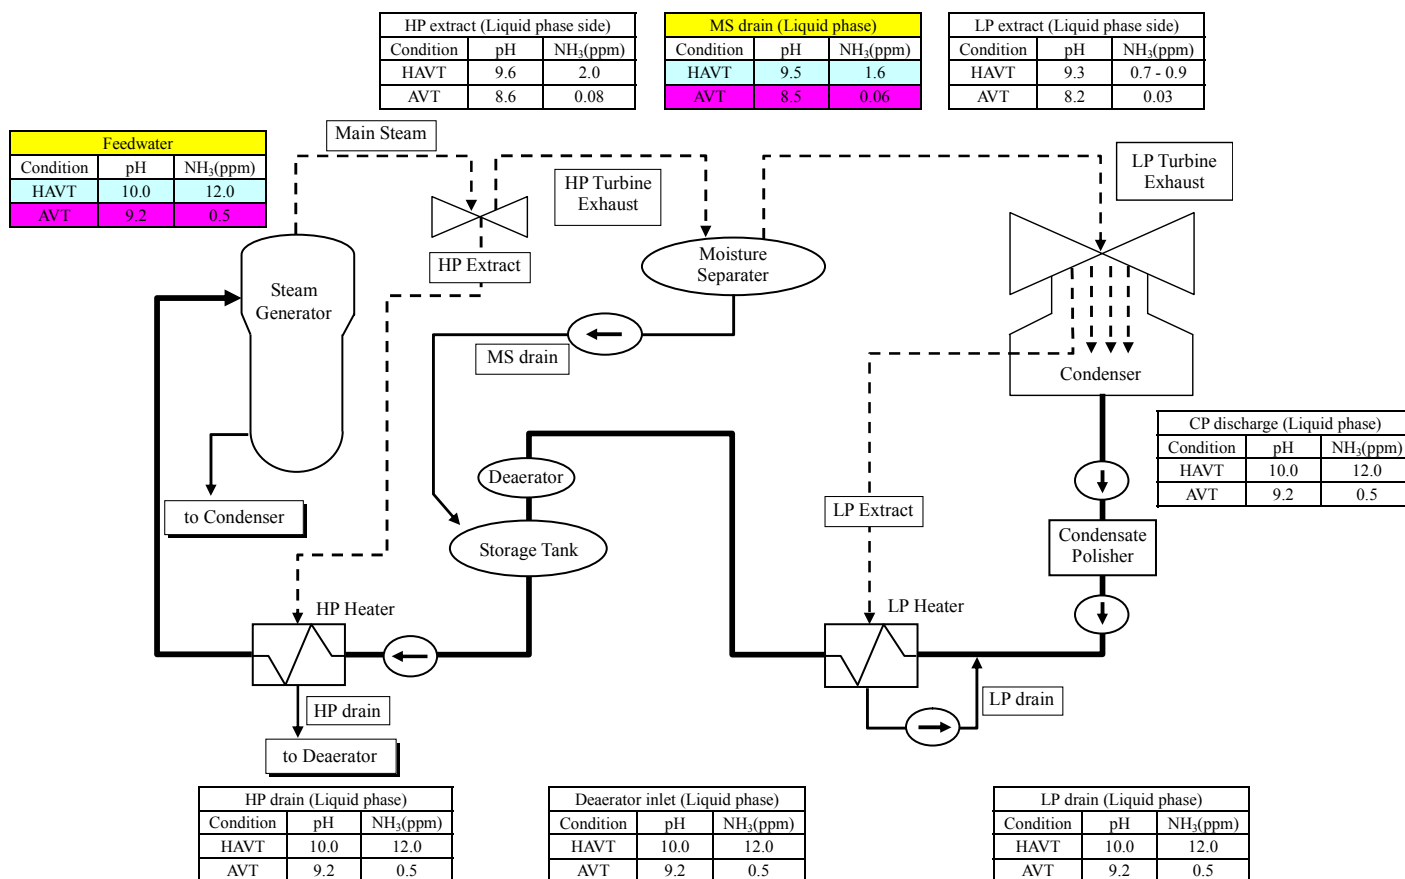 HP extract (Liquid phase side)
Condition pH NH₃(ppm)
HAVT 9.6 2.0
AVT 8.6 0.08
MS drain (Liquid phase)
Condition pH NH₃(ppm)
HAVT 9.5 1.6
AVT 8.5 0.06
LP extract (Liquid phase side)
Condition pH NH₃(ppm)
HAVT 9.3 0.7 - 0.9
AVT 8.2 0.03
Feedwater
Condition pH NH₃(ppm)
HAVT 10.0 12.0
AVT 9.2 0.5
Main Steam
HP Turbine
Exhaust
LP Turbine
Exhaust
HP Extract
Moisture
Separater
Steam
Generator
MS drain
Condenser
CP discharge (Liquid phase)
Condition pH NH₃(ppm)
HAVT 10.0 12.0
AVT 9.2 0.5
Deaerator
to Condenser
LP Extract
Storage Tank
Condensate
Polisher
HP Heater
LP Heater
HP drain
LP drain
to Deaerator
HP drain (Liquid phase)
Condition pH NH₃(ppm)
HAVT 10.0 12.0
AVT 9.2 0.5
Deaerator inlet (Liquid phase)
Condition pH NH₃(ppm)
HAVT 10.0 12.0
AVT 9.2 0.5
LP drain (Liquid phase)
Condition pH NH₃(ppm)
HAVT 10.0 12.0
AVT 9.2 0.5